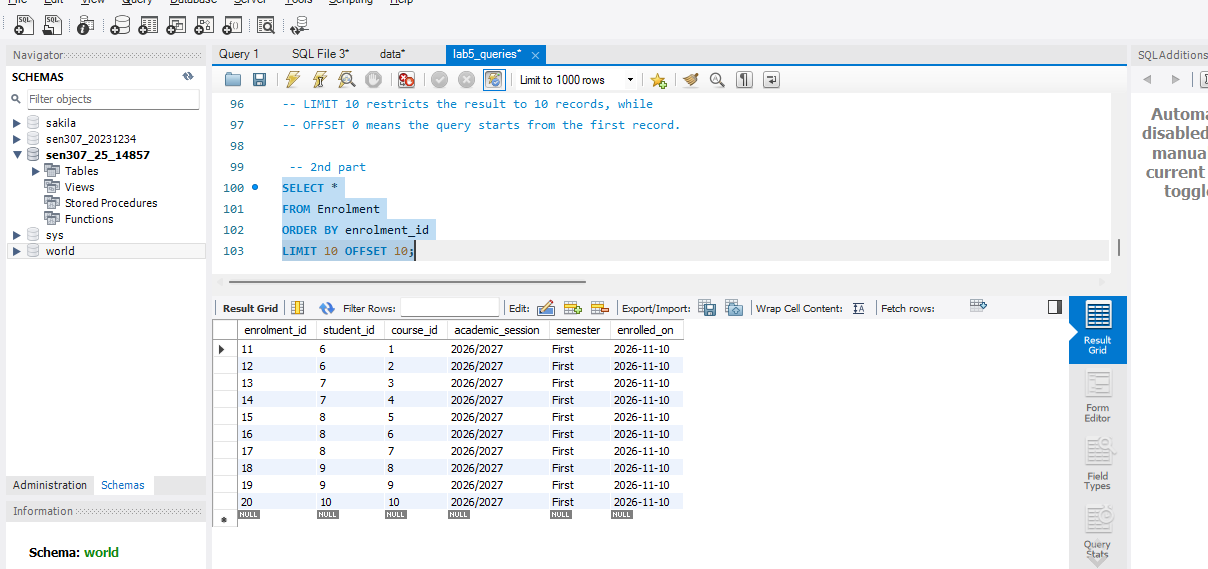 File Edit View Query Database Server Tools Scripting Help
Navigator
SCHEMAS
Filter objects
sakila
sen307_20231234
sen307_25_14857
Tables
Views
Stored Procedures
Functions
sys
world
Administration Schemas
Information
Schema: world
Query 1 SQL File 3* data* lab5_queries*
Limit to 1000 rows
96 -- LIMIT 10 restricts the result to 10 records, while
97 -- OFFSET 0 means the query starts from the first record.
98
99 -- 2nd part
100 SELECT *
101 FROM Enrolment
102 ORDER BY enrolment_id
103 LIMIT 10 OFFSET 10;
Result Grid Filter Rows: Edit: Export/Import: Wrap Cell Content: Fetch rows:
enrolment_id student_id course_id academic_session semester enrolled_on
11 6 1 2026/2027 First 2026-11-10
12 6 2 2026/2027 First 2026-11-10
13 7 3 2026/2027 First 2026-11-10
14 7 4 2026/2027 First 2026-11-10
15 8 5 2026/2027 First 2026-11-10
16 8 6 2026/2027 First 2026-11-10
17 8 7 2026/2027 First 2026-11-10
18 9 8 2026/2027 First 2026-11-10
19 9 9 2026/2027 First 2026-11-10
20 10 10 2026/2027 First 2026-11-10
NULL NULL NULL NULL NULL NULL
Result
Grid
Form
Editor
Field
Types
Query
Stats
SQLAdditions
Automa
disabled
manua
current
toggle